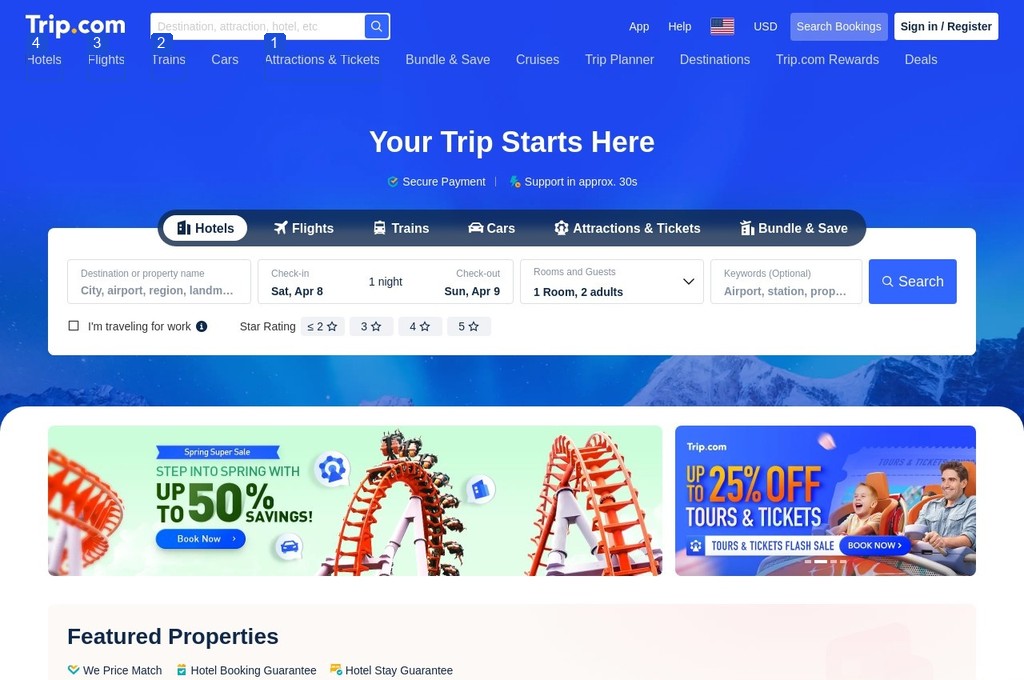 Trip.com
Destination, attraction, hotel, etc
App
Help
USD
Search Bookings
Sign in / Register
4
3
2
1
Hotels
Flights
Trains
Cars
Attractions & Tickets
Bundle & Save
Cruises
Trip Planner
Destinations
Trip.com Rewards
Deals
Your Trip Starts Here
Secure Payment
Support in approx. 30s
Hotels
Flights
Trains
Cars
Attractions & Tickets
Bundle & Save
Destination or property name
City, airport, region, landm…
Check-in
Sat, Apr 8
1 night
Check-out
Sun, Apr 9
Rooms and Guests
1 Room, 2 adults
Keywords (Optional)
Airport, station, prop…
Search
I'm traveling for work
Star Rating
≤ 2
3
4
5
Spring Super Sale
STEP INTO SPRING WITH
UP TO 50% SAVINGS!
Book Now
Trip.com
TOURS & TICKETS
UP TO 25% OFF
TOURS & TICKETS
TOURS & TICKETS FLASH SALE
BOOK NOW
Featured Properties
We Price Match
Hotel Booking Guarantee
Hotel Stay Guarantee